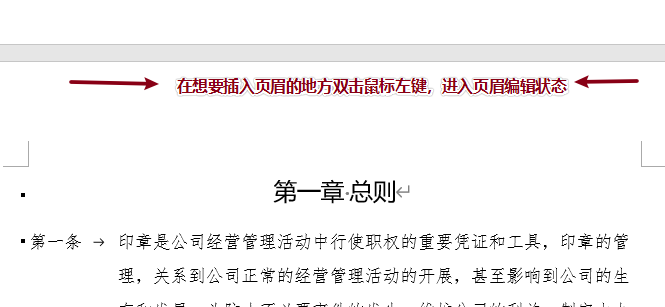 在想要插入页眉的地方双击鼠标左键，进入页眉编辑状态
第一章·总则
第一条 → 印章是公司经营管理活动中行使职权的重要凭证和工具，印章的管
理，关系到公司正常的经营管理活动的开展，甚至影响到公司的生